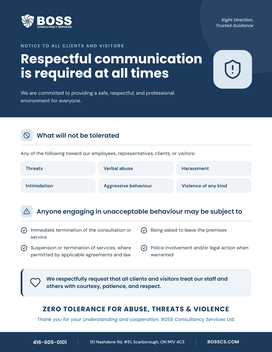 BOSS
CONSULTANCY SERVICES
Right Direction,
Trusted Guidance
NOTICE TO ALL CLIENTS AND VISITORS
Respectful communication
is required at all times
We are committed to providing a safe, respectful, and professional
environment for everyone.
What will not be tolerated
Any of the following toward our employees, representatives, clients, or visitors:
Threats
Verbal abuse
Harassment
Intimidation
Aggressive behaviour
Violence of any kind
Anyone engaging in unacceptable behaviour may be subject to
Immediate termination of the consultation or
service
Being asked to leave the premises
Suspension or termination of services, where
permitted by applicable agreements and law
Police involvement and/or legal action when
warranted
We respectfully request that all clients and visitors treat our staff and
others with courtesy, patience, and respect.
ZERO TOLERANCE FOR ABUSE, THREATS & VIOLENCE
Thank you for your understanding and cooperation. BOSS Consultancy Services Ltd.
416-605-0101
151 Nashdene Rd, #51, Scarborough, ON M1V 4C3
BOSSCS.COM